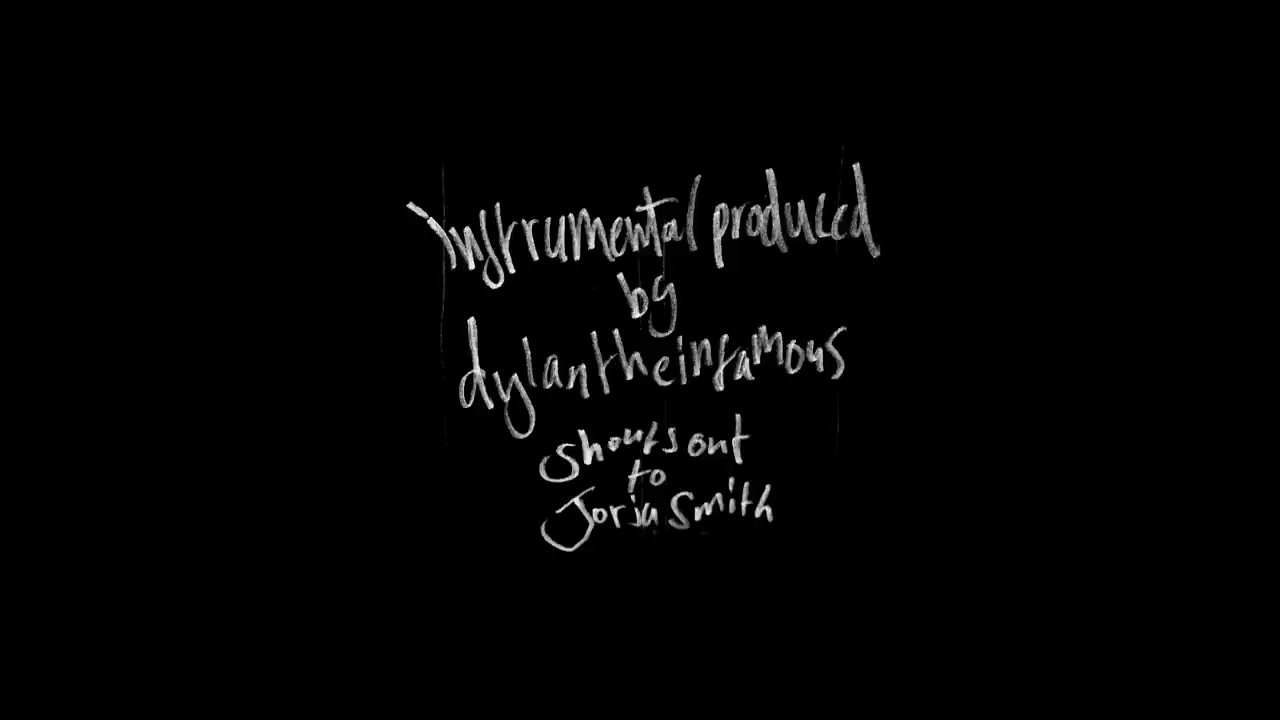 instrumental produced
by
dylantheinfamous
shouts out
to
Jorja Smith